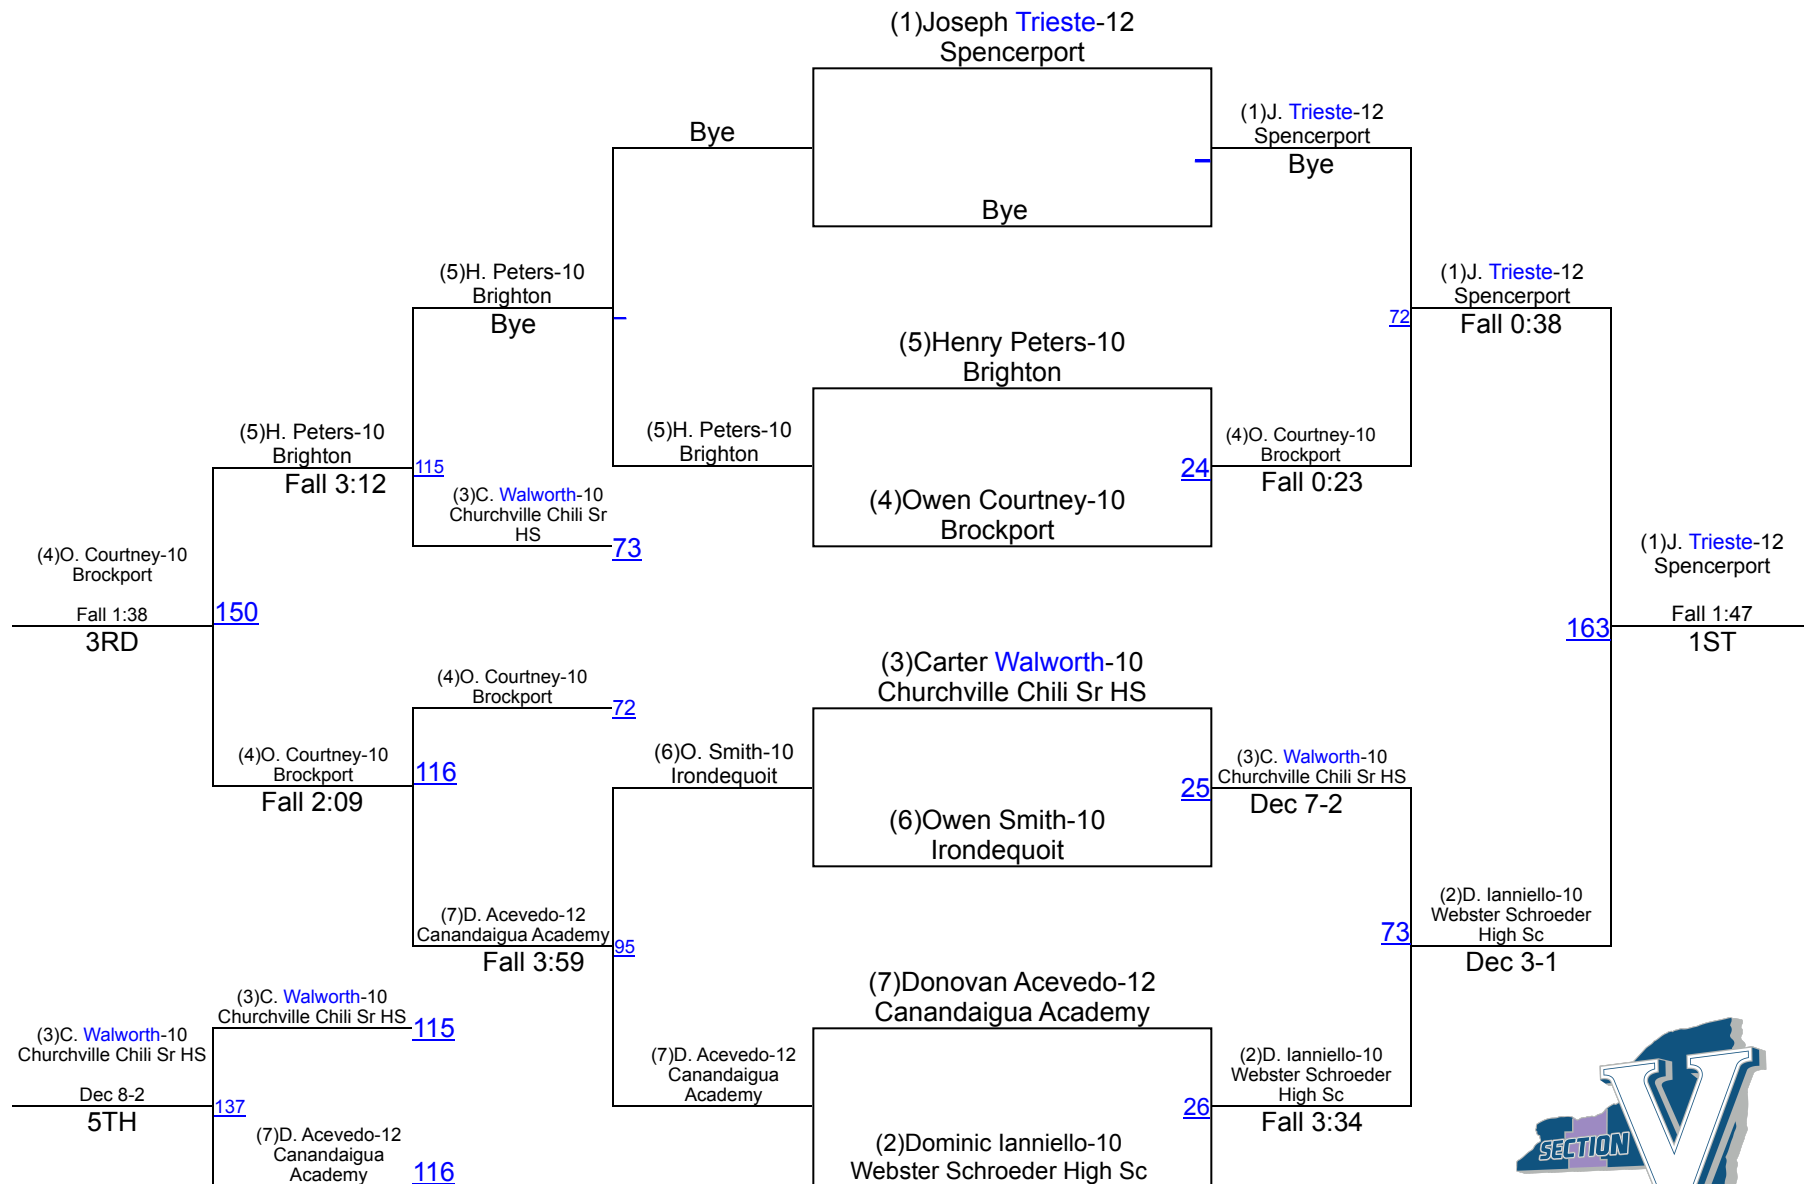 (1)Joseph Trieste-12
Spencerport
Bye
(1)J. Trieste-12
Spencerport
Bye
Bye
(5)H. Peters-10
Brighton
Bye
(1)J. Trieste-12
Spencerport
72
Fall 0:38
(5)Henry Peters-10
Brighton
(5)H. Peters-10
Brighton
Fall 3:12
115
(5)H. Peters-10
Brighton
(4)O. Courtney-10
Brockport
24
Fall 0:23
(3)C. Walworth-10
Churchville Chili Sr
HS
73
(4)Owen Courtney-10
Brockport
(4)O. Courtney-10
Brockport
Fall 1:38
3RD
150
(1)J. Trieste-12
Spencerport
Fall 1:47
163
1ST
(4)O. Courtney-10
Brockport
72
(3)Carter Walworth-10
Churchville Chili Sr HS
(4)O. Courtney-10
Brockport
116
Fall 2:09
(6)O. Smith-10
Irondequoit
(3)C. Walworth-10
Churchville Chili Sr HS
25
Dec 7-2
(6)Owen Smith-10
Irondequoit
(7)D. Acevedo-12
Canandaigua Academy
95
Fall 3:59
(2)D. Ianniello-10
Webster Schroeder
High Sc
73
Dec 3-1
(7)Donovan Acevedo-12
Canandaigua Academy
(3)C. Walworth-10
Churchville Chili Sr HS
115
(3)C. Walworth-10
Churchville Chili Sr HS
Dec 8-2
137
5TH
(7)D. Acevedo-12
Canandaigua
Academy
(2)D. Ianniello-10
Webster Schroeder
High Sc
26
Fall 3:34
(7)D. Acevedo-12
Canandaigua
Academy
116
(2)Dominic Ianniello-10
Webster Schroeder High Sc
SECTION V